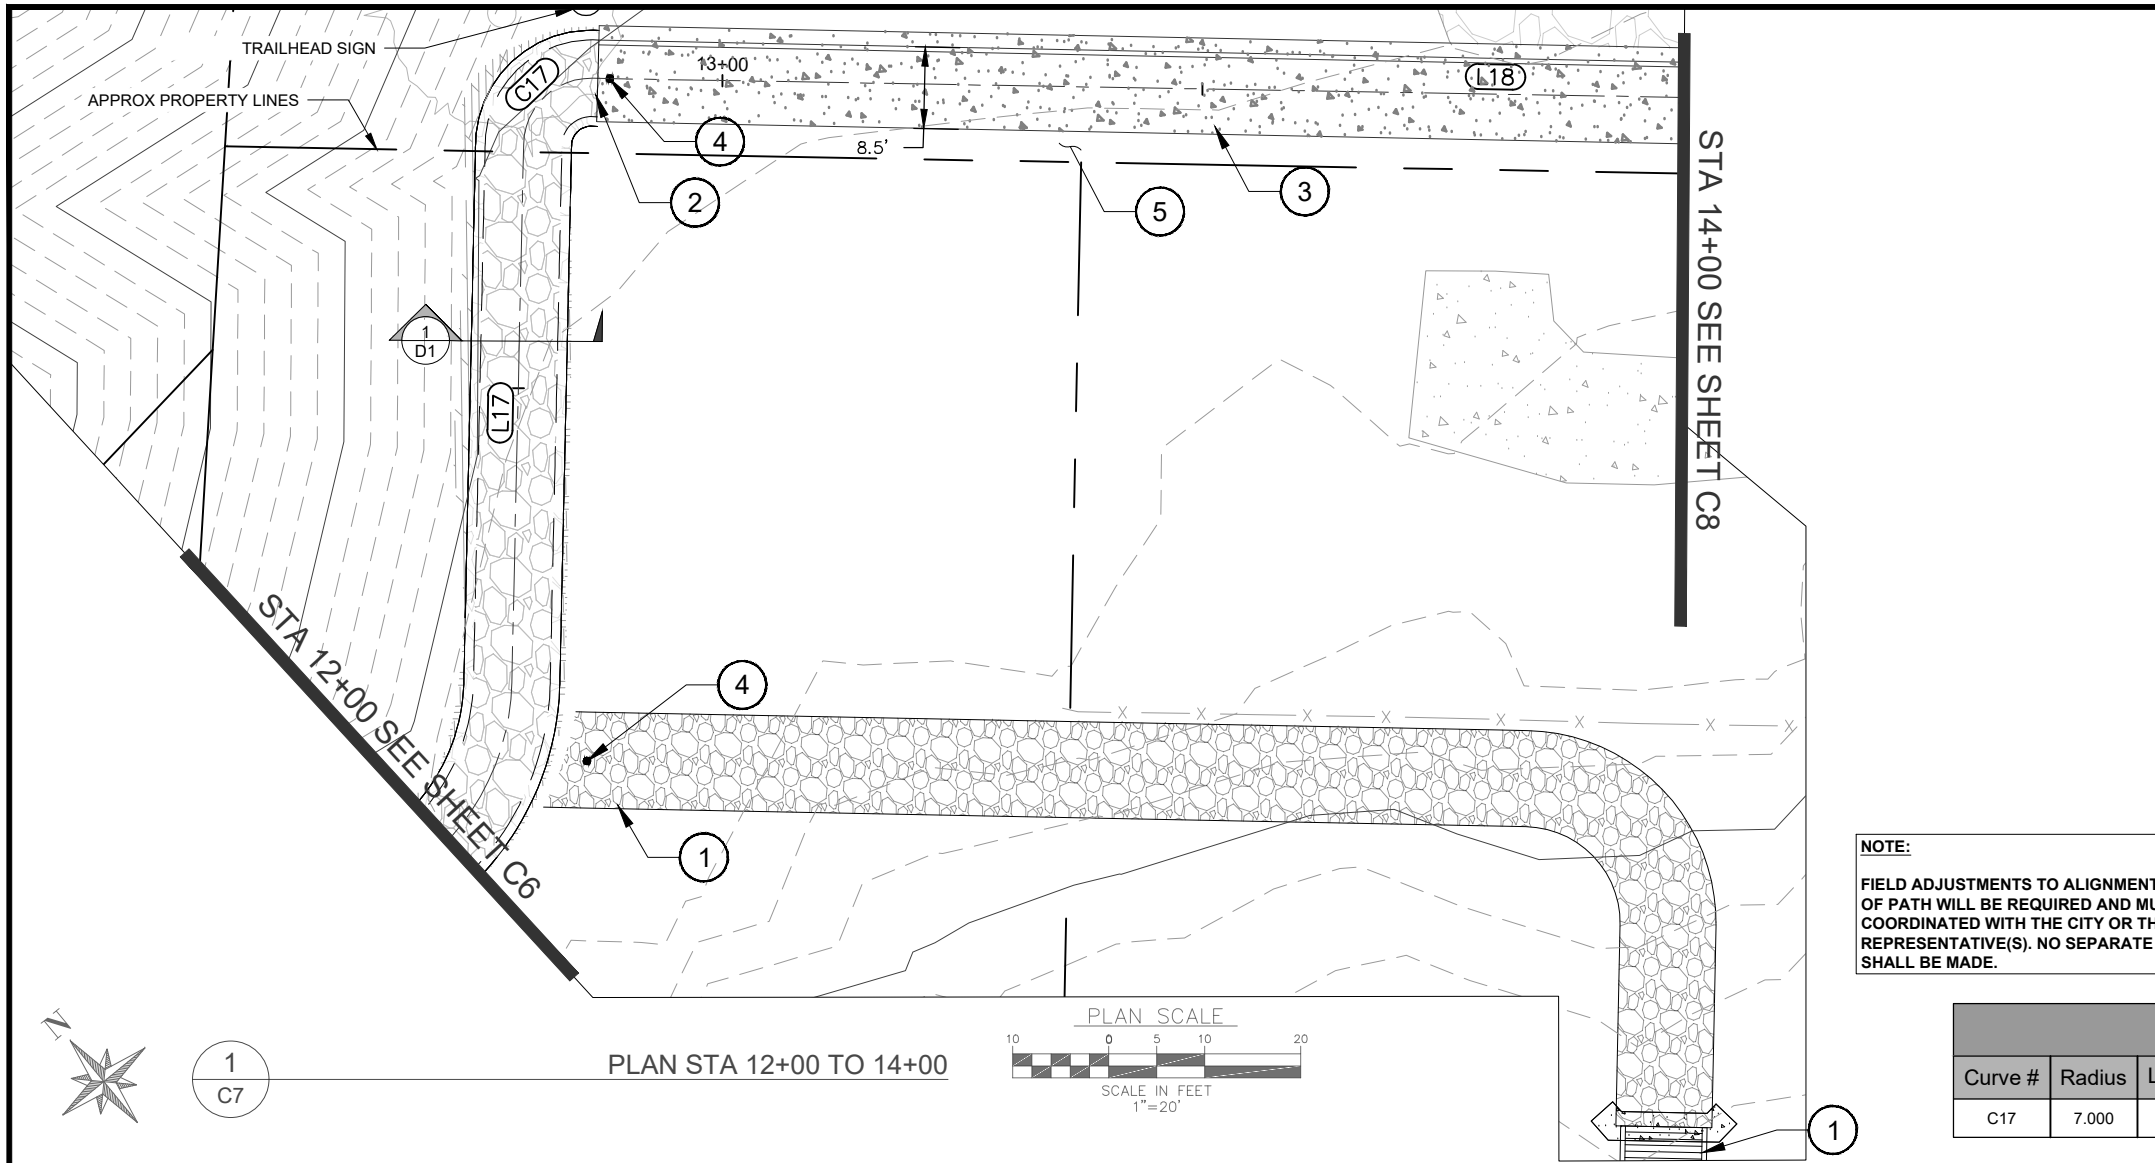 TRAILHEAD SIGN
APPROX PROPERTY LINES
C17
13+00
L18
4
2
8.5'
5
3
STA 14+00 SEE SHEET C8
1
D1
L17
STA 12+00 SEE SHEET C6
4
1
NOTE:
FIELD ADJUSTMENTS TO ALIGNMENT
OF PATH WILL BE REQUIRED AND MU
COORDINATED WITH THE CITY OR TH
REPRESENTATIVE(S). NO SEPARATE
SHALL BE MADE.
N
1
C7
PLAN STA 12+00 TO 14+00
PLAN SCALE
10 0 5 10 20
SCALE IN FEET
1"=20'
Curve # Radius L
C17 7.000
1
X X X X X X X X